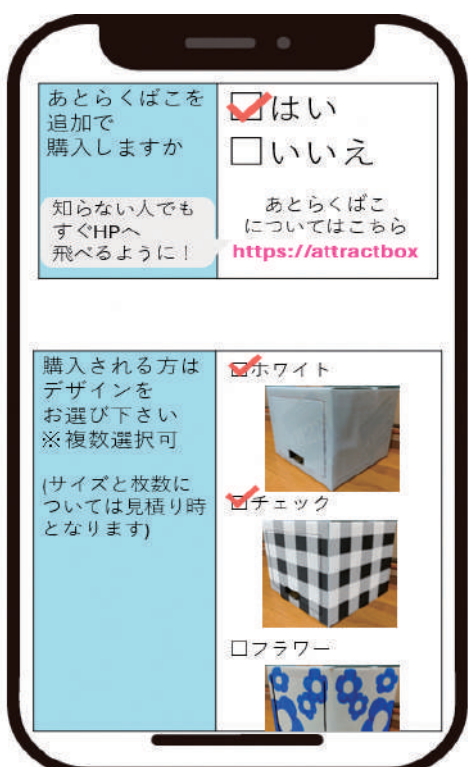 あとらくばこを
追加で
購入しますか
知らない人でも
すぐHPへ
飛べるように！
はい
いいえ
あとらくばこ
についてはこちら
https://attractbox
購入される方は
デザインを
お選び下さい
※複数選択可
(サイズと枚数に
ついては見積り時
となります)
ホワイト
チェック
フラワー